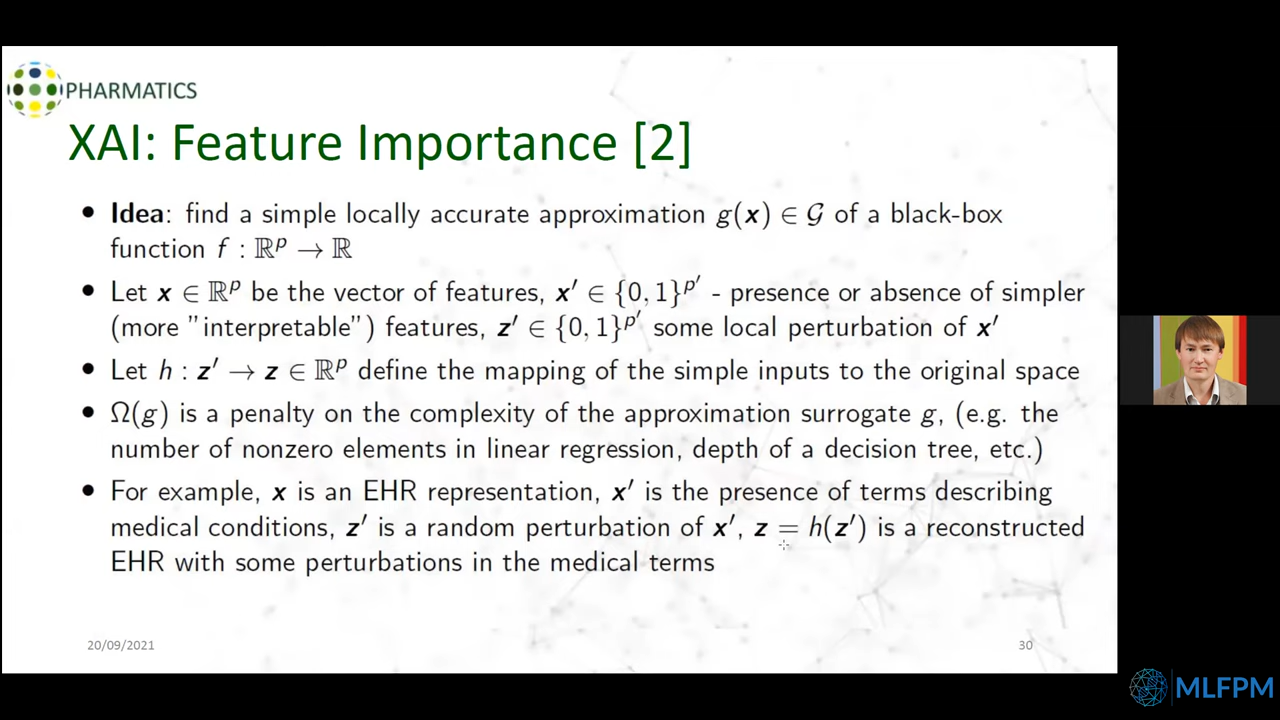 PHARMATICS
XAI: Feature Importance [2]
• Idea: find a simple locally accurate approximation g(x) ∈ 𝒢 of a black-box
function f : ℝᵖ → ℝ
• Let x ∈ ℝᵖ be the vector of features, x′ ∈ {0, 1}^p′ - presence or absence of simpler
(more ”interpretable”) features, z′ ∈ {0, 1}^p′ some local perturbation of x′
• Let h : z′ → z ∈ ℝᵖ define the mapping of the simple inputs to the original space
• Ω(g) is a penalty on the complexity of the approximation surrogate g, (e.g. the
number of nonzero elements in linear regression, depth of a decision tree, etc.)
• For example, x is an EHR representation, x′ is the presence of terms describing
medical conditions, z′ is a random perturbation of x′, z = h(z′) is a reconstructed
EHR with some perturbations in the medical terms
20/09/2021
30
MLFPM